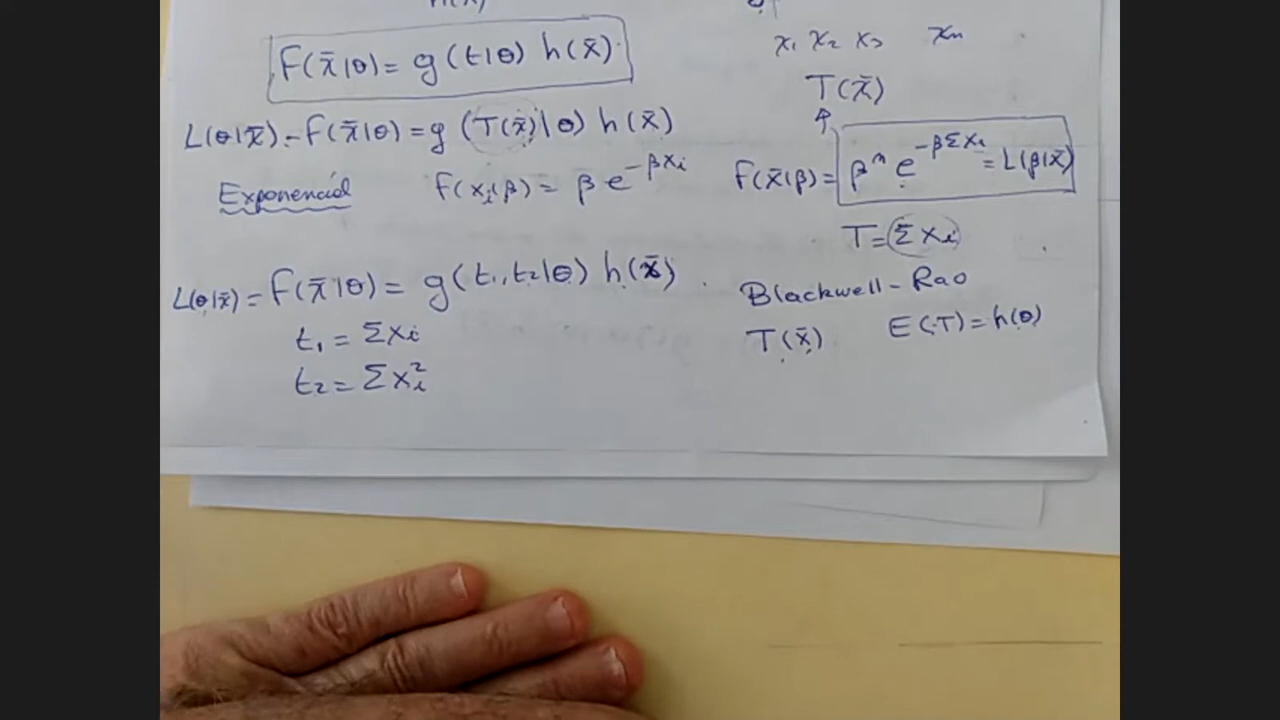 F(x̄|θ) = g(t|θ) h(x̄)
L(θ|x̄) = F(x̄|θ) = g(T(x̄)|θ) h(x̄)
Exponencial F(xᵢ|β) = β e^{-βxᵢ}
L(θ|x̄) = F(x̄|θ) = g(t₁, t₂|θ) h(x̄).
t₁ = Σxᵢ
t₂ = Σxᵢ²
x₁ x₂ x₃ xₙ
T(x̄)
↑
F(x̄|β) = βⁿ e^{-βΣxᵢ} = L(β|x̄)
T = Σxᵢ
Blackwell-Rao
T(x̄) E(T) = h(θ)